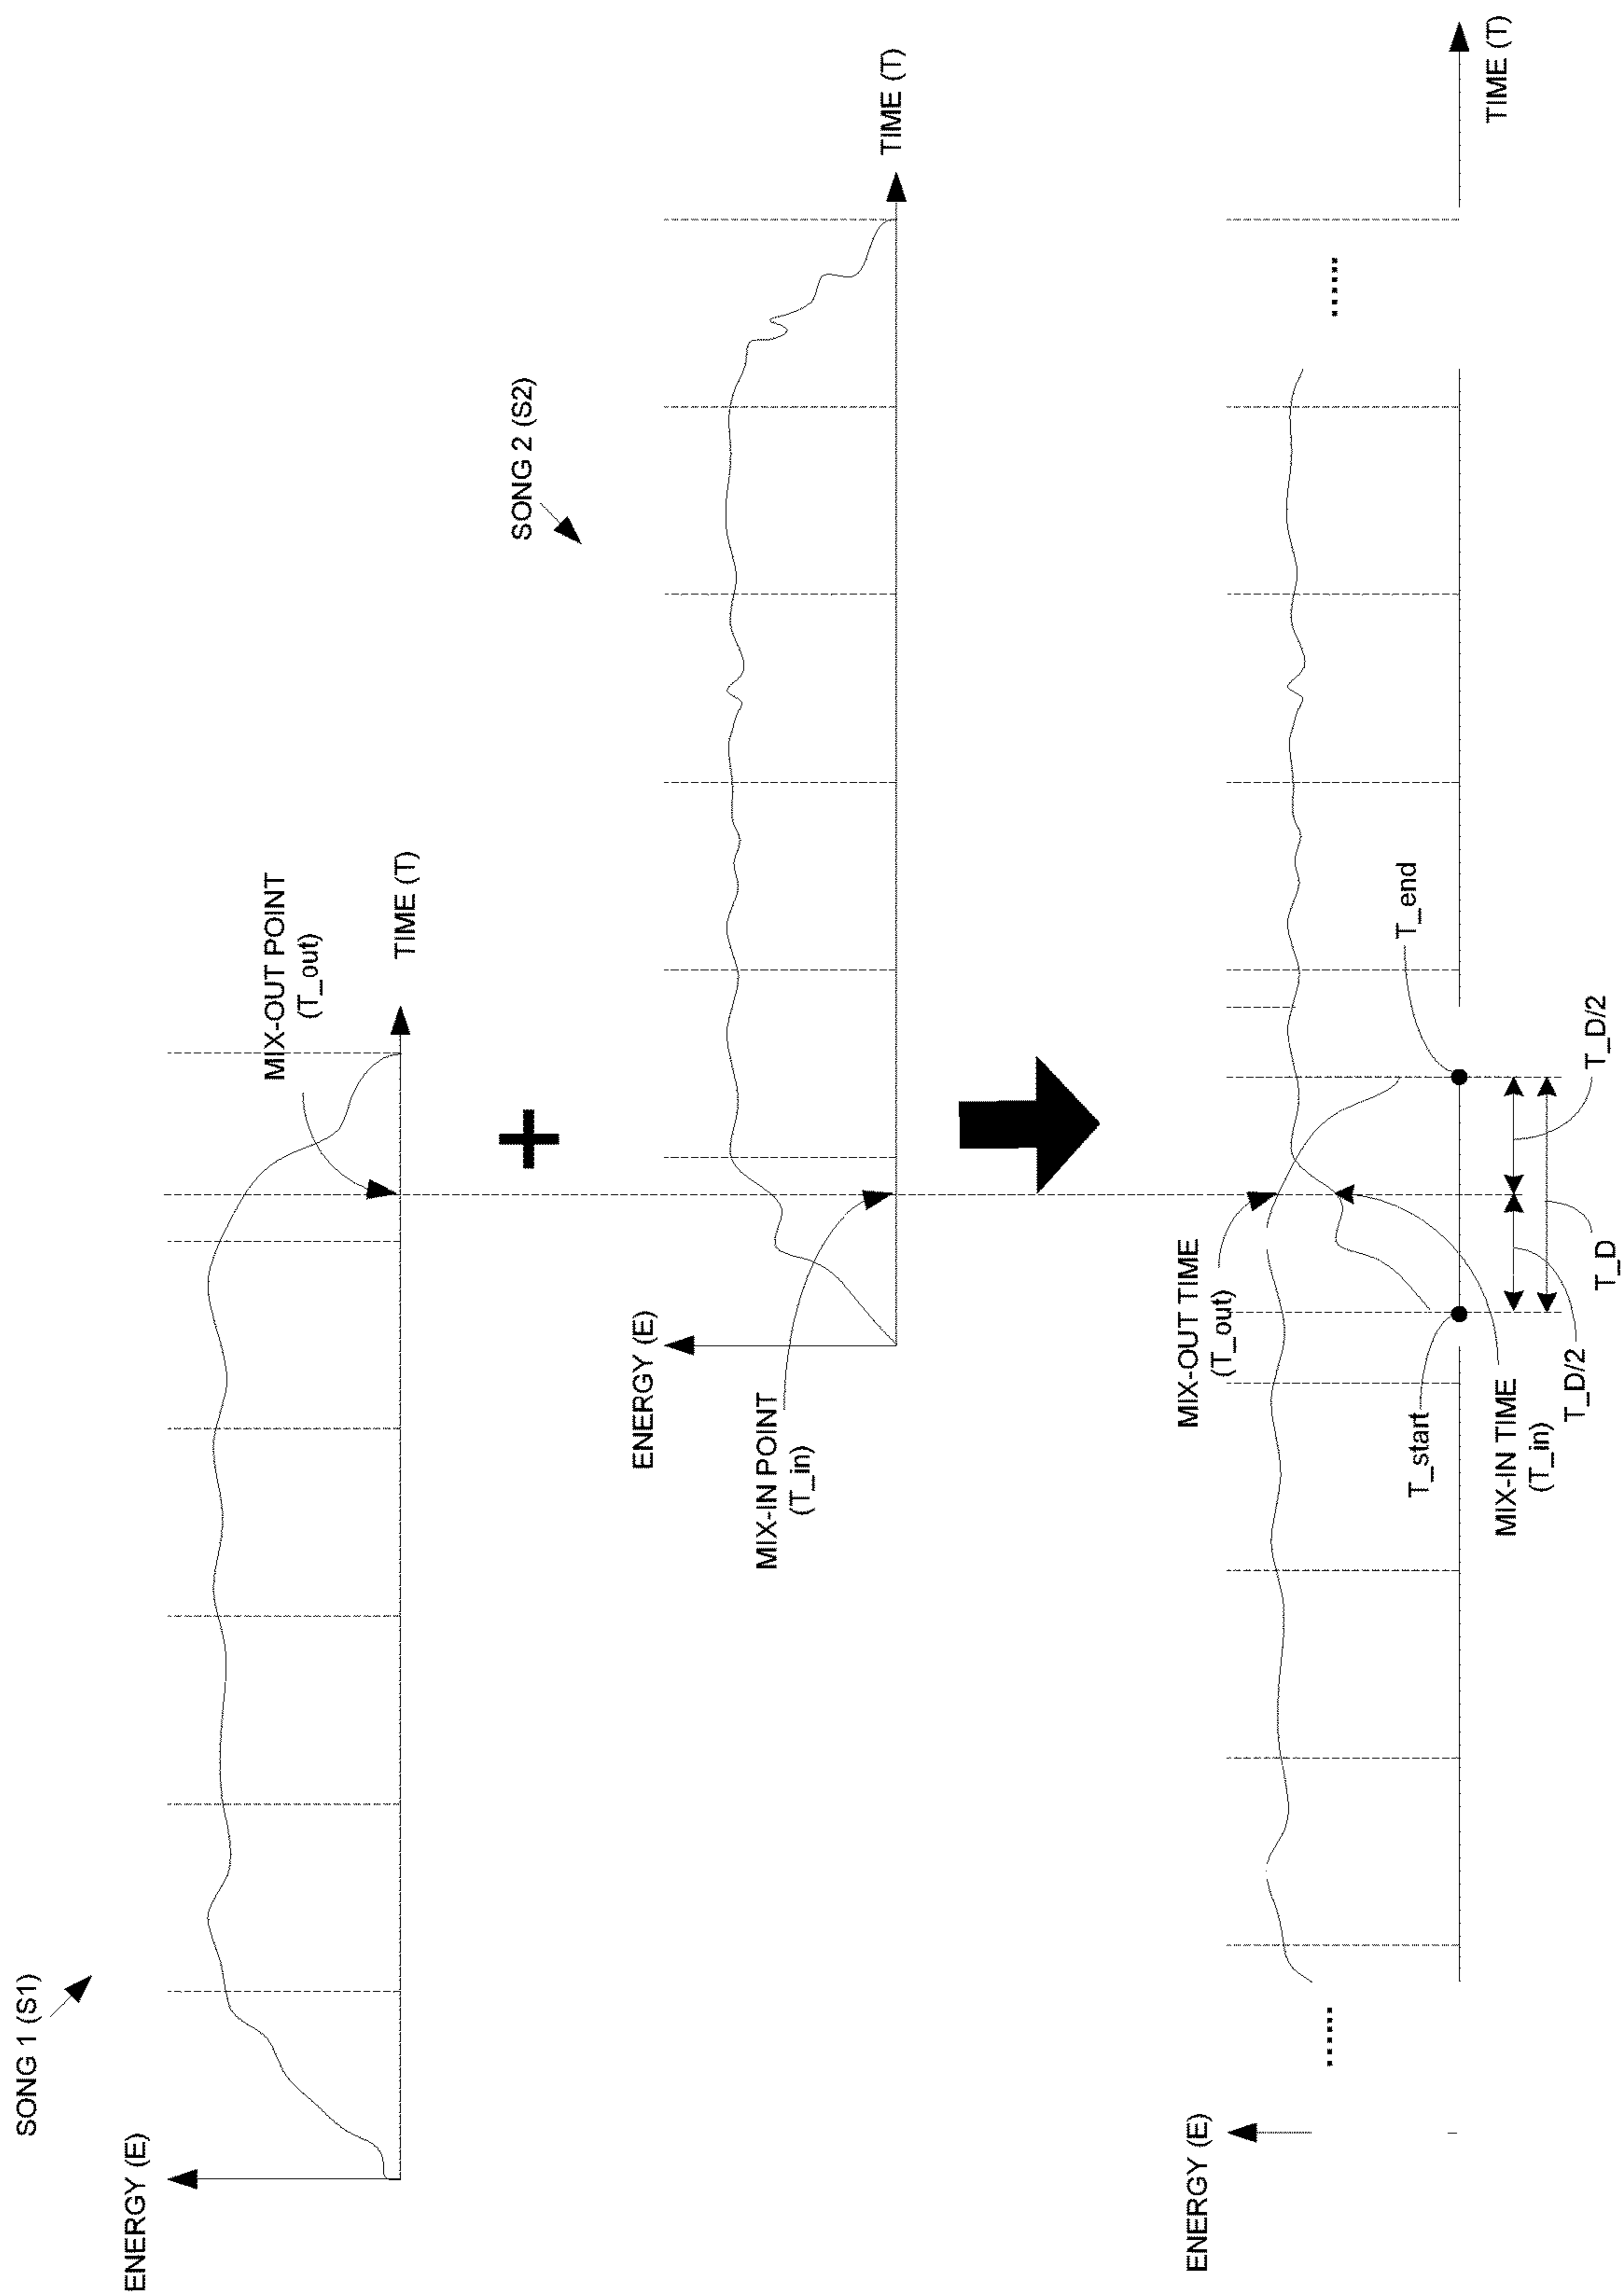 SONG 1 (S1)
ENERGY (E)
MIX-OUT POINT
(T_out)
TIME (T)
SONG 2 (S2)
ENERGY (E)
MIX-IN POINT
(T_in)
TIME (T)
ENERGY (E)
......
MIX-OUT TIME
(T_out)
T_start
MIX-IN TIME
(T_in)
T_D/2
T_D
T_D/2
T_end
......
TIME (T)